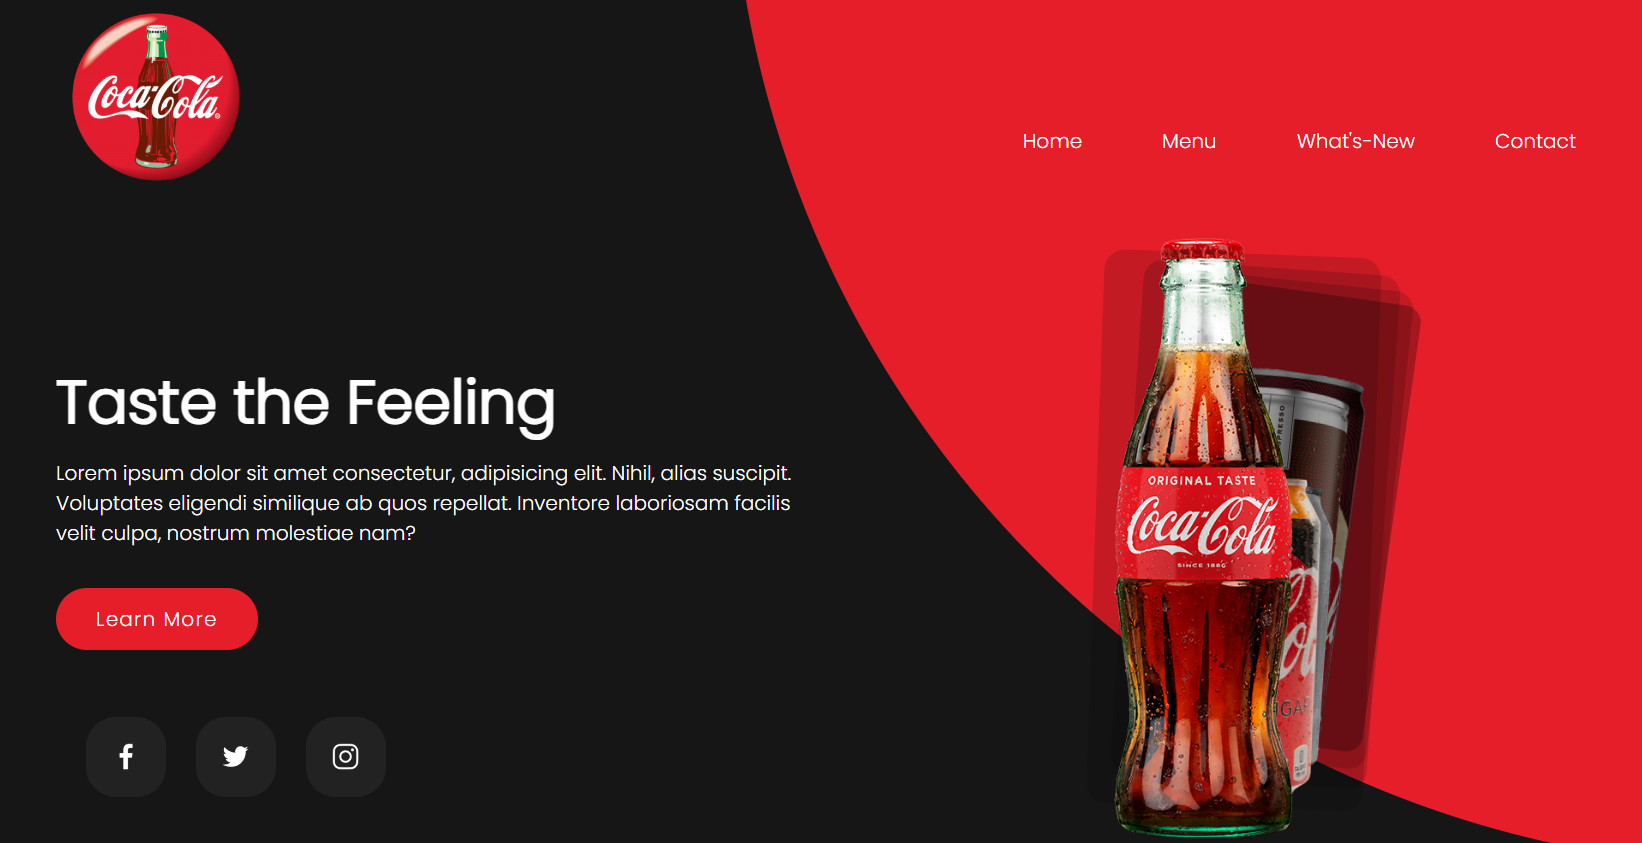 Coca-Cola
Home Menu What's-New Contact
Taste the Feeling
Lorem ipsum dolor sit amet consectetur, adipisicing elit. Nihil, alias suscipit.
Voluptates eligendi similique ab quos repellat. Inventore laboriosam facilis
velit culpa, nostrum molestiae nam?
Learn More
ORIGINAL TASTE
Coca-Cola
SINCE 1886